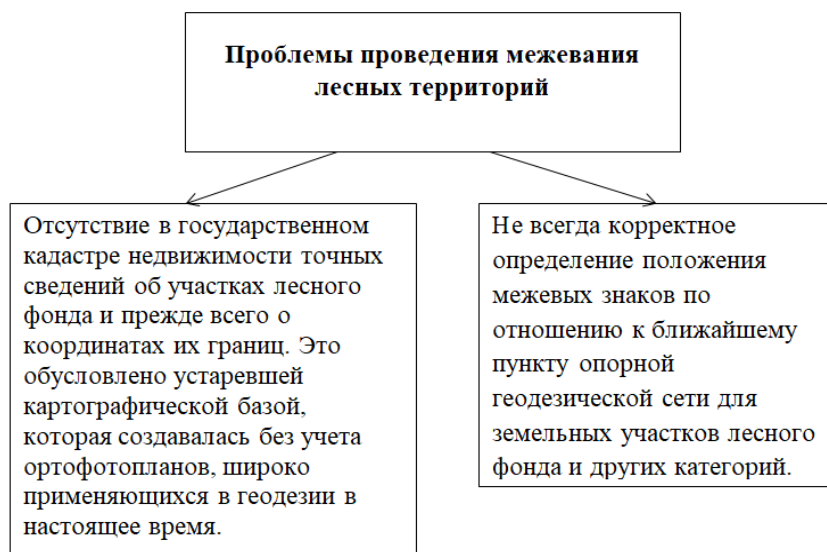 Проблемы проведения межевания
лесных территорий
Отсутствие в государственном
кадастре недвижимости точных
сведений об участках лесного
фонда и прежде всего о
координатах их границ. Это
обусловлено устаревшей
картографической базой,
которая создавалась без учета
ортофотопланов, широко
применяющихся в геодезии в
настоящее время.
Не всегда корректное
определение положения
межевых знаков по
отношению к ближайшему
пункту опорной
геодезической сети для
земельных участков лесного
фонда и других категорий.